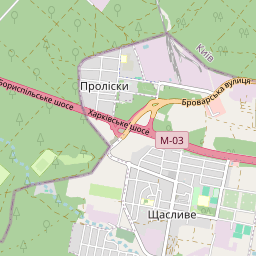 Київ
Проліски
Броварська вулиця
Бориспільське шосе
Харківське шосе
М-03
Щасливе